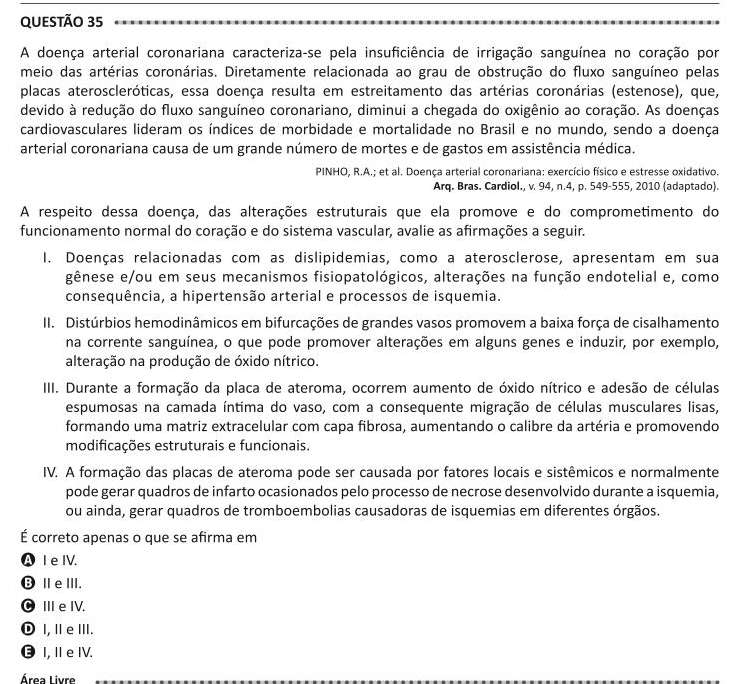 QUESTÃO 35
A doença arterial coronariana caracteriza-se pela insuficiência de irrigação sanguínea no coração por
meio das artérias coronárias. Diretamente relacionada ao grau de obstrução do fluxo sanguíneo pelas
placas ateroscleróticas, essa doença resulta em estreitamento das artérias coronárias (estenose), que,
devido à redução do fluxo sanguíneo coronariano, diminui a chegada do oxigênio ao coração. As doenças
cardiovasculares lideram os índices de morbidade e mortalidade no Brasil e no mundo, sendo a doença
arterial coronariana causa de um grande número de mortes e de gastos em assistência médica.
PINHO, R.A.; et al. Doença arterial coronariana: exercício físico e estresse oxidativo.
Arq. Bras. Cardiol., v. 94, n.4, p. 549-555, 2010 (adaptado).
A respeito dessa doença, das alterações estruturais que ela promove e do comprometimento do
funcionamento normal do coração e do sistema vascular, avalie as afirmações a seguir.
I. Doenças relacionadas com as dislipidemias, como a aterosclerose, apresentam em sua
gênese e/ou em seus mecanismos fisiopatológicos, alterações na função endotelial e, como
consequência, a hipertensão arterial e processos de isquemia.
II. Distúrbios hemodinâmicos em bifurcações de grandes vasos promovem a baixa força de cisalhamento
na corrente sanguínea, o que pode promover alterações em alguns genes e induzir, por exemplo,
alteração na produção de óxido nítrico.
III. Durante a formação da placa de ateroma, ocorrem aumento de óxido nítrico e adesão de células
espumosas na camada íntima do vaso, com a consequente migração de células musculares lisas,
formando uma matriz extracelular com capa fibrosa, aumentando o calibre da artéria e promovendo
modificações estruturais e funcionais.
IV. A formação das placas de ateroma pode ser causada por fatores locais e sistêmicos e normalmente
pode gerar quadros de infarto ocasionados pelo processo de necrose desenvolvido durante a isquemia,
ou ainda, gerar quadros de tromboembolias causadoras de isquemias em diferentes órgãos.
É correto apenas o que se afirma em
A I e IV.
B II e III.
C III e IV.
D I, II e III.
E I, II e IV.
Área Livre